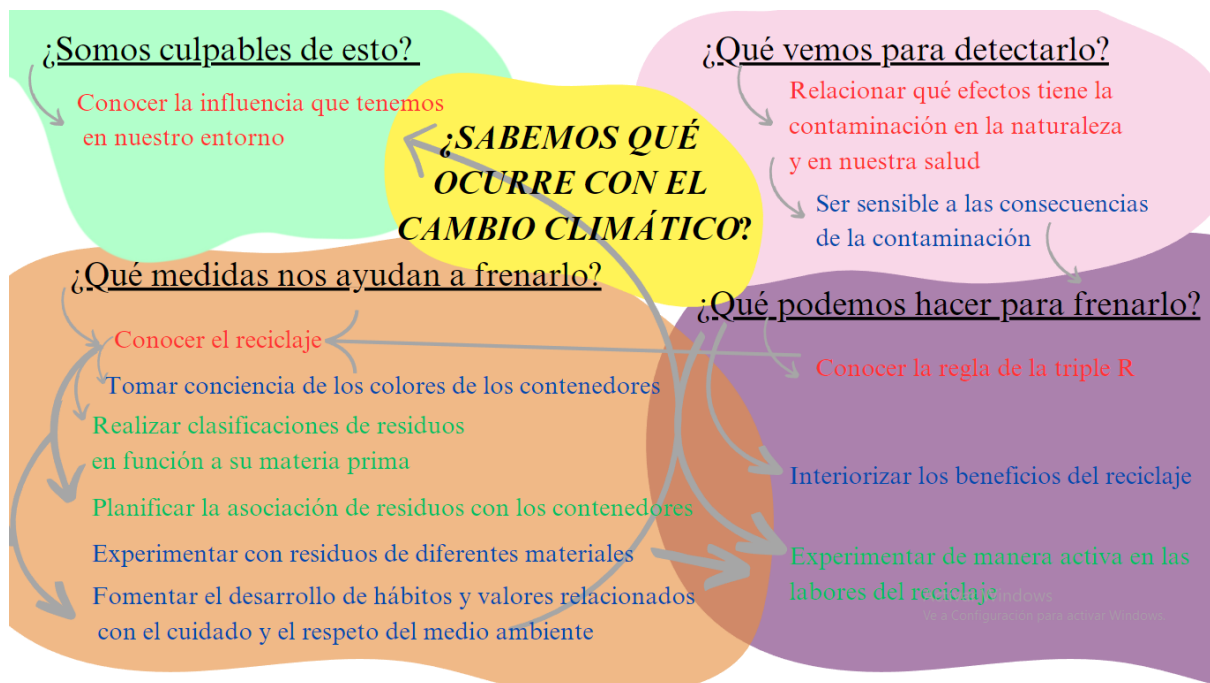 ¿Somos culpables de esto?
Conocer la influencia que tenemos
en nuestro entorno
¿Qué vemos para detectarlo?
Relacionar qué efectos tiene la
contaminación en la naturaleza
y en nuestra salud
Ser sensible a las consecuencias
de la contaminación
¿SABEMOS QUÉ
OCURRE CON EL
CAMBIO CLIMÁTICO?
¿Qué medidas nos ayudan a frenarlo?
Conocer el reciclaje
Tomar conciencia de los colores de los contenedores
Realizar clasificaciones de residuos
en función a su materia prima
Planificar la asociación de residuos con los contenedores
Experimentar con residuos de diferentes materiales
Fomentar el desarrollo de hábitos y valores relacionados
con el cuidado y el respeto del medio ambiente
¿Qué podemos hacer para frenarlo?
Conocer la regla de la triple R
Interiorizar los beneficios del reciclaje
Experimentar de manera activa en las
labores del reciclaje
Windows
Ve a Configuración para activar Windows.